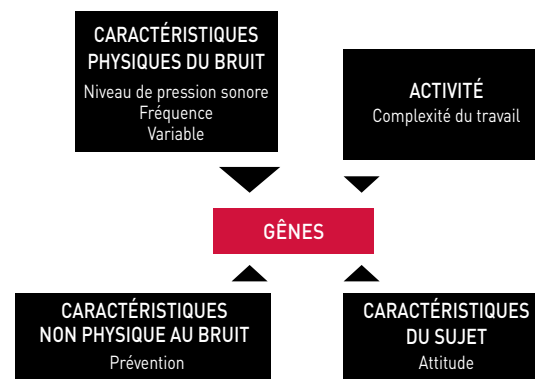 CARACTÉRISTIQUES
PHYSIQUES DU BRUIT
Niveau de pression sonore
Fréquence
Variable
ACTIVITÉ
Complexité du travail
GÊNES
CARACTÉRISTIQUES
NON PHYSIQUE AU BRUIT
Prévention
CARACTÉRISTIQUES
DU SUJET
Attitude